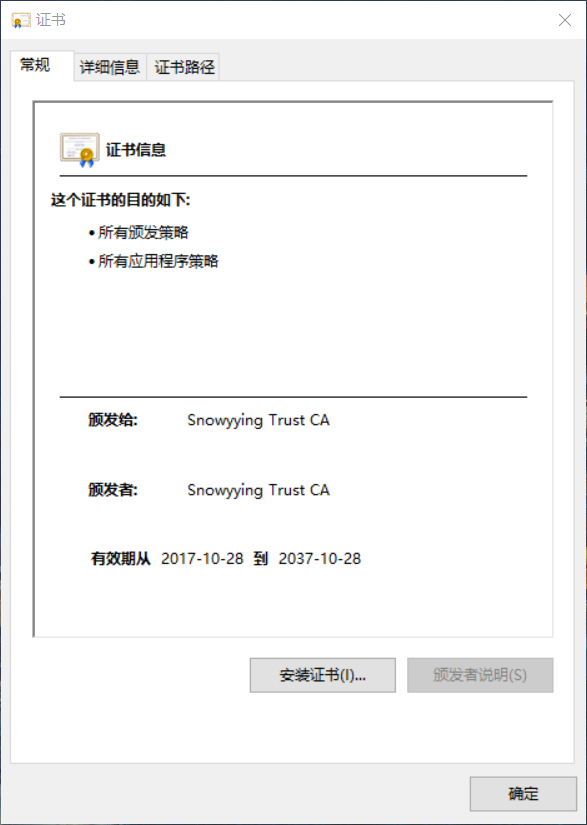 证书
常规 详细信息 证书路径
证书信息
这个证书的目的如下:
• 所有颁发策略
• 所有应用程序策略
颁发给: Snowyying Trust CA
颁发者: Snowyying Trust CA
有效期从 2017-10-28 到 2037-10-28
安装证书(I)... 颁发者说明(S)
确定